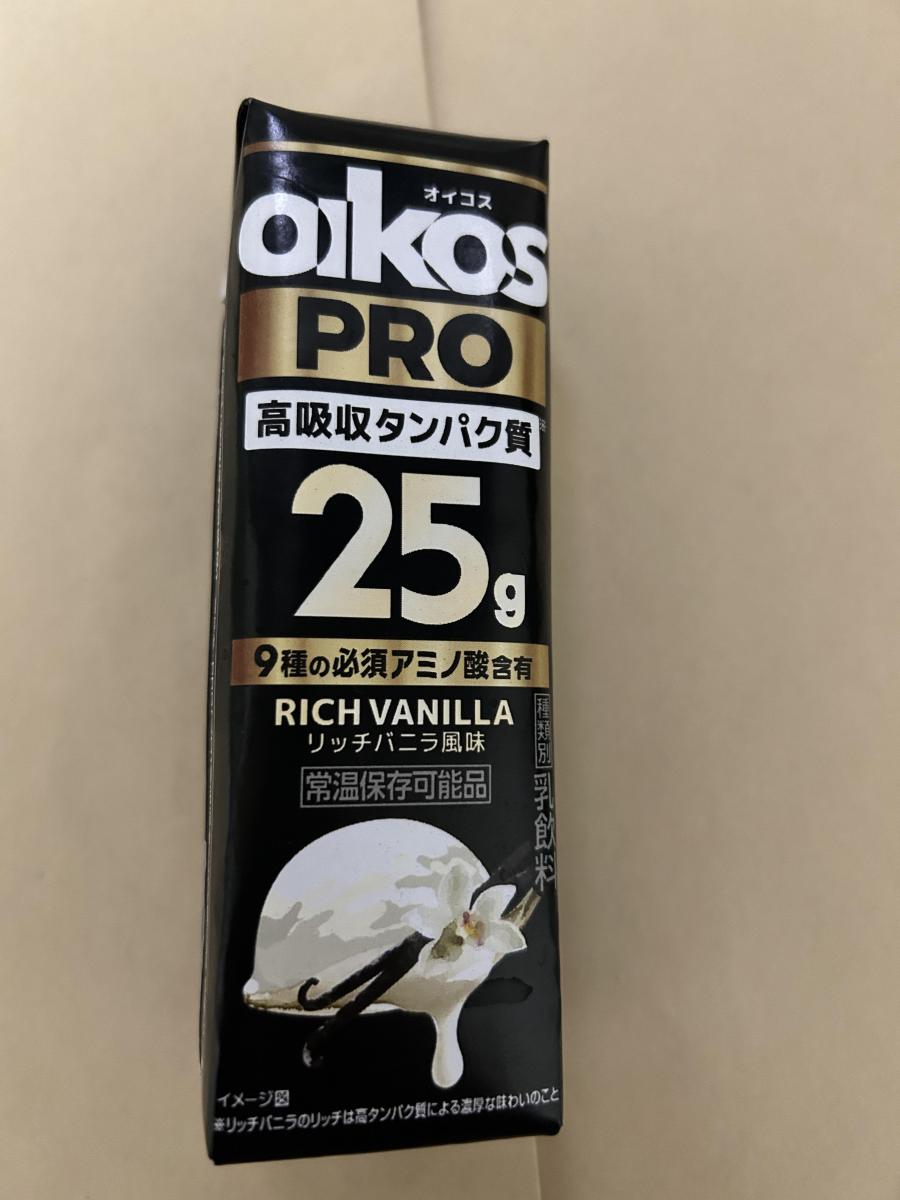 オイコス
oikos
PRO
高吸収タンパク質
25g
9種の必須アミノ酸含有
RICH VANILLA
リッチバニラ風味
常温保存可能品
種類別
乳飲料
イメージ図
※リッチバニラのリッチは高タンパク質による濃厚な味わいのこと